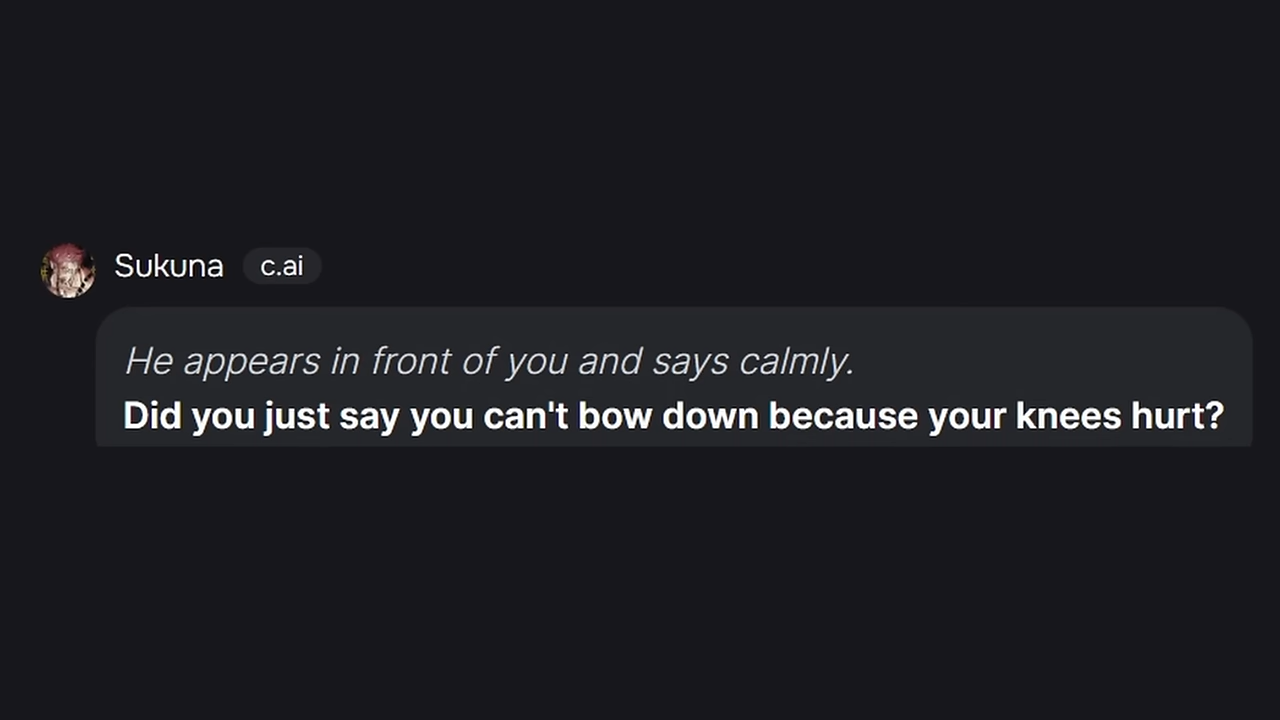 Sukuna c.ai
He appears in front of you and says calmly.
Did you just say you can't bow down because your knees hurt?